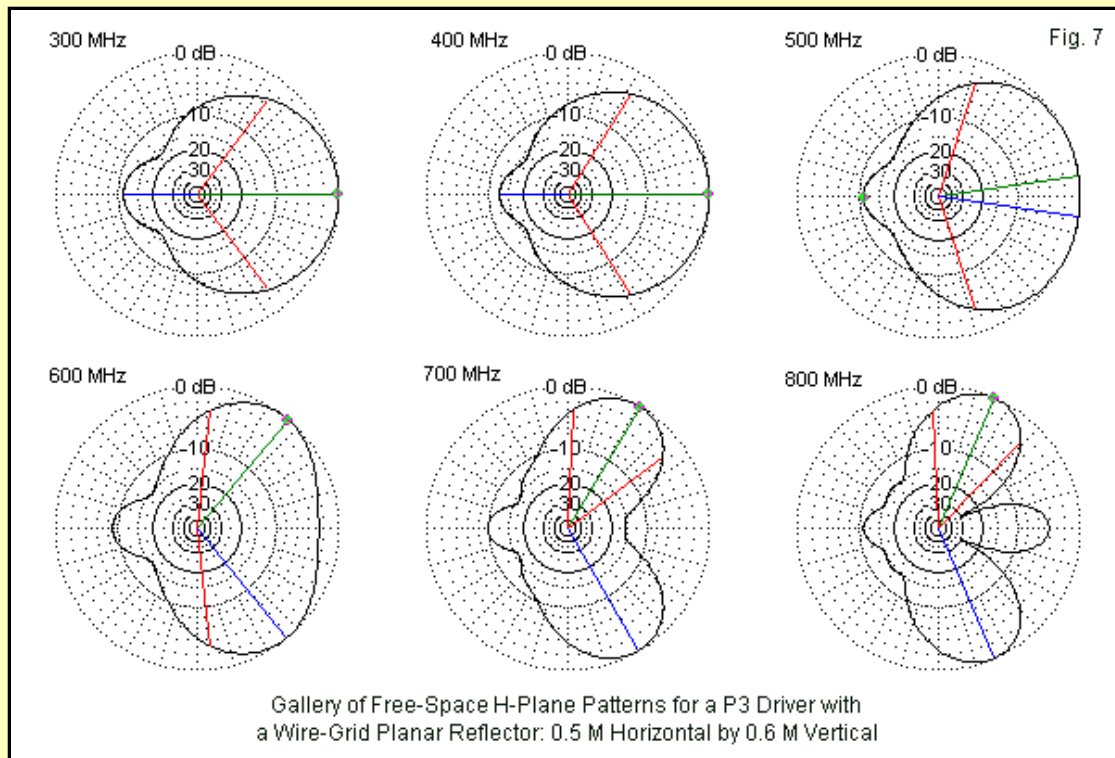 300 MHz
-0 dB
-10
-20
-30
400 MHz
-0 dB
-10
-20
-30
500 MHz
-0 dB
-10
-20
-30
Fig. 7
600 MHz
-0 dB
-10
-20
-30
700 MHz
-0 dB
-10
-20
-30
800 MHz
-0 dB
-10
-20
-30
Gallery of Free-Space H-Plane Patterns for a P3 Driver with
a Wire-Grid Planar Reflector: 0.5 M Horizontal by 0.6 M Vertical